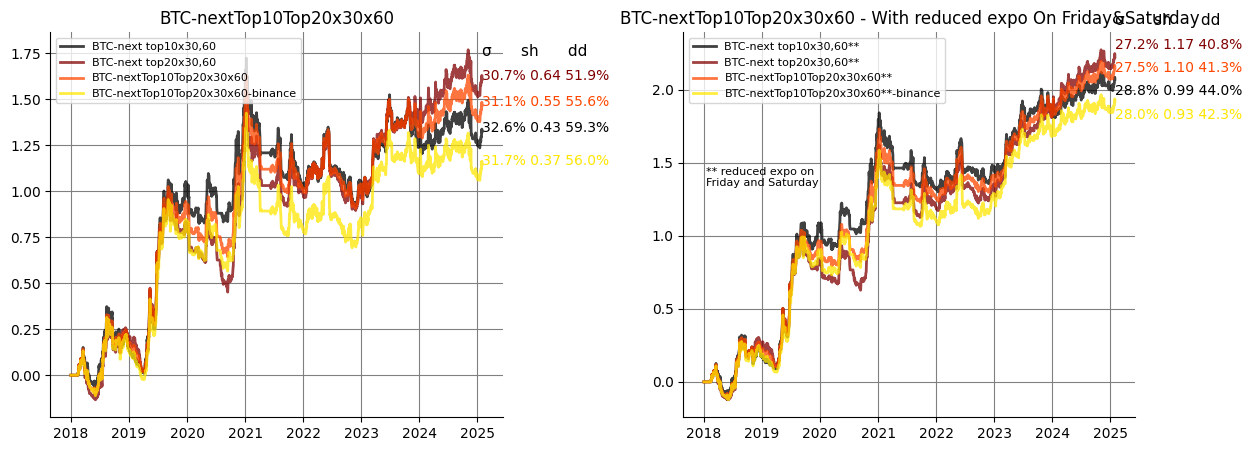 BTC-nextTop10Top20x30x60
σ sh dd
BTC-next top10x30,60
BTC-next top20x30,60
BTC-nextTop10Top20x30x60
BTC-nextTop10Top20x30x60-binance
30.7% 0.64 51.9%
31.1% 0.55 55.6%
32.6% 0.43 59.3%
31.7% 0.37 56.0%
1.75
1.50
1.25
1.00
0.75
0.50
0.25
0.00
2018 2019 2020 2021 2022 2023 2024 2025
BTC-nextTop10Top20x30x60 - With reduced expo On Friday&Saturday
σ sh dd
BTC-next top10x30,60**
BTC-next top20x30,60**
BTC-nextTop10Top20x30x60**
BTC-nextTop10Top20x30x60**-binance
27.2% 1.17 40.8%
27.5% 1.10 41.3%
28.8% 0.99 44.0%
28.0% 0.93 42.3%
** reduced expo on
Friday and Saturday
2.0
1.5
1.0
0.5
0.0
2018 2019 2020 2021 2022 2023 2024 2025